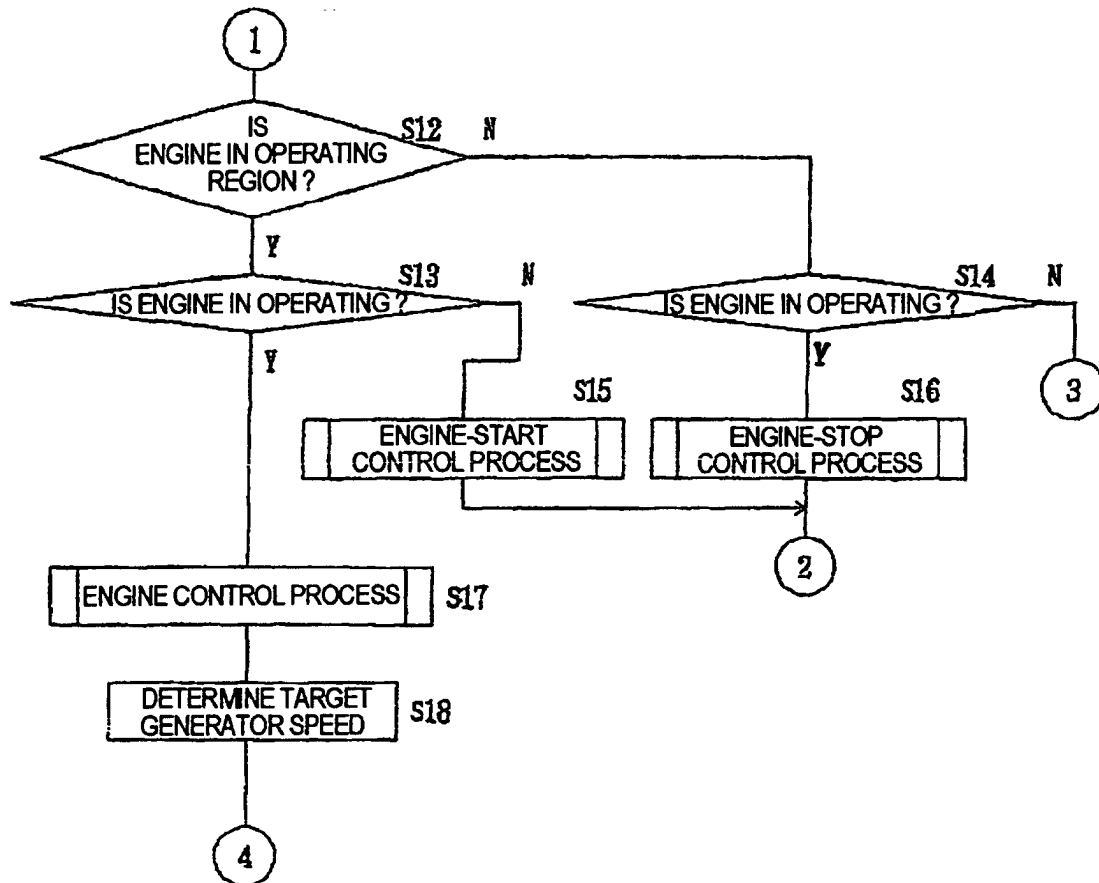 1
IS
ENGINE IN OPERATING
REGION ?
S12
N
Y
IS ENGINE IN OPERATING ?
S13
N
Y
IS ENGINE IN OPERATING ?
S14
N
Y
3
S15
ENGINE-START
CONTROL PROCESS
S16
ENGINE-STOP
CONTROL PROCESS
2
ENGINE CONTROL PROCESS
S17
DETERMINE TARGET
GENERATOR SPEED
S18
4